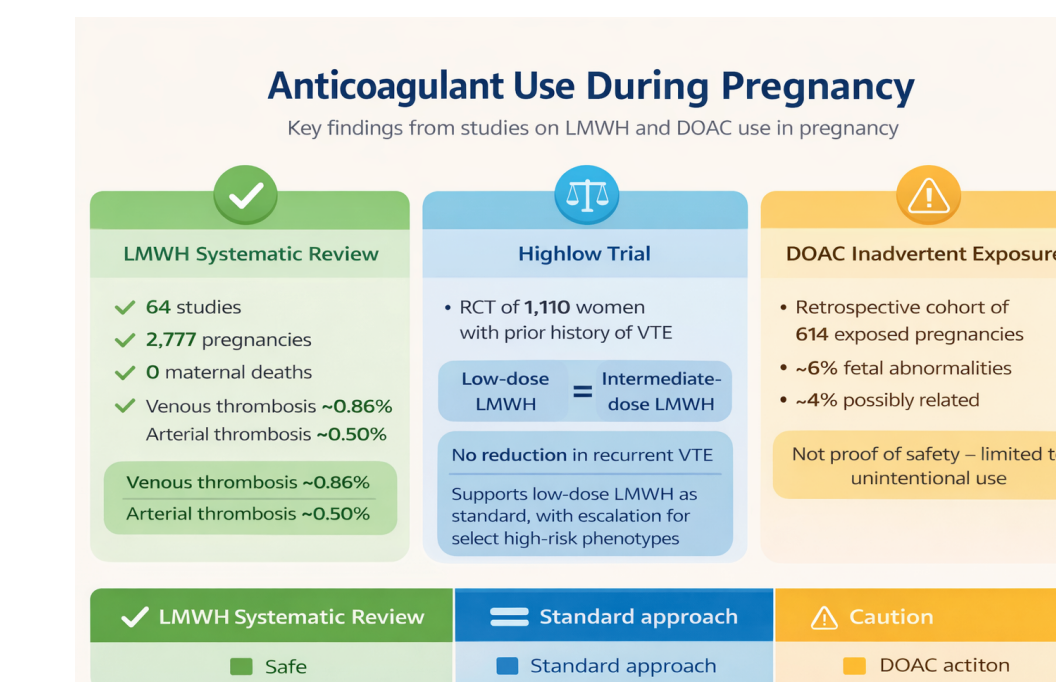 Anticoagulant Use During Pregnancy
Key findings from studies on LMWH and DOAC use in pregnancy
LMWH Systematic Review
64 studies
2,777 pregnancies
0 maternal deaths
Venous thrombosis ~0.86%
Arterial thrombosis ~0.50%
Venous thrombosis ~0.86%
Arterial thrombosis ~0.50%
Highlow Trial
• RCT of 1,110 women
with prior history of VTE
Low-dose
LMWH
=
Intermediate-
dose LMWH
No reduction in recurrent VTE
Supports low-dose LMWH as
standard, with escalation for
select high-risk phenotypes
DOAC Inadvertent Exposure
• Retrospective cohort of
614 exposed pregnancies
• ~6% fetal abnormalities
• ~4% possibly related
Not proof of safety – limited t
unintentional use
LMWH Systematic Review
Standard approach
Caution
Safe
Standard approach
DOAC actiton